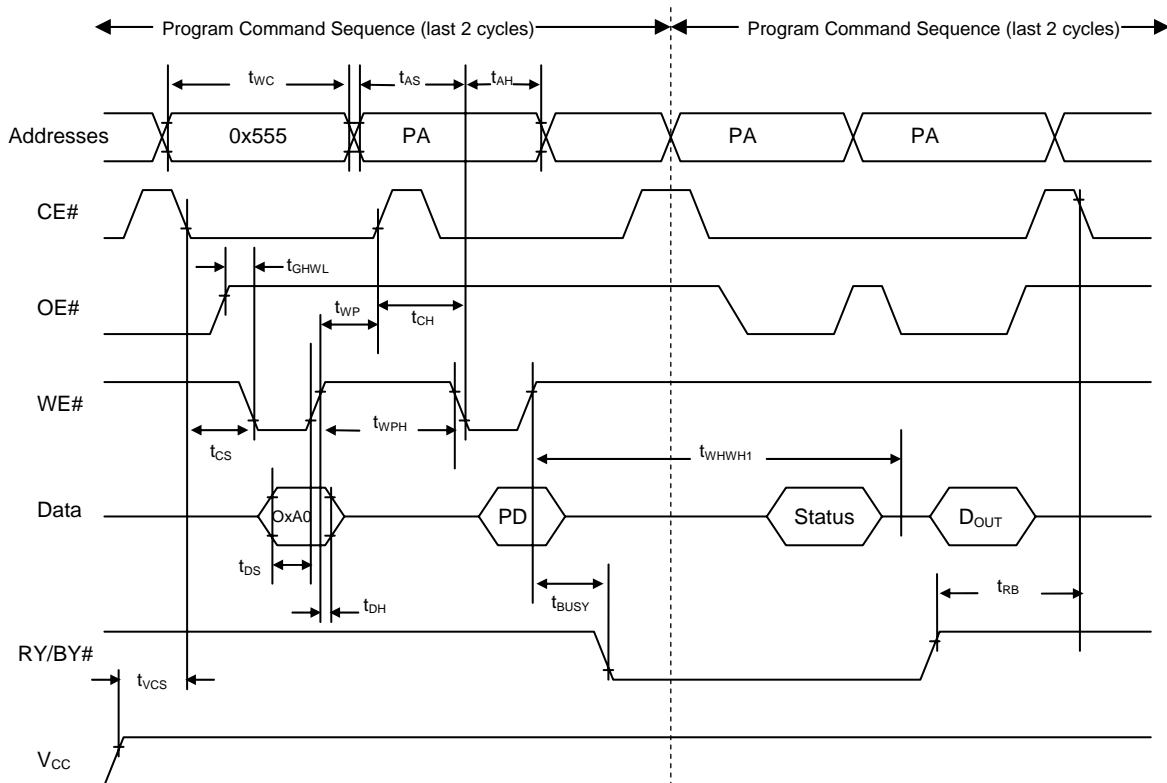 Program Command Sequence (last 2 cycles) Program Command Sequence (last 2 cycles)
tWC tAS tAH
Addresses 0x555 PA PA PA
CE#
tGHWL
OE#
tWP tCH
WE#
tCS tWPH
tWHWH1
Data OxA0 PD Status DOUT
tDS tDH tBUSY tRB
RY/BY#
tVCS
VCC